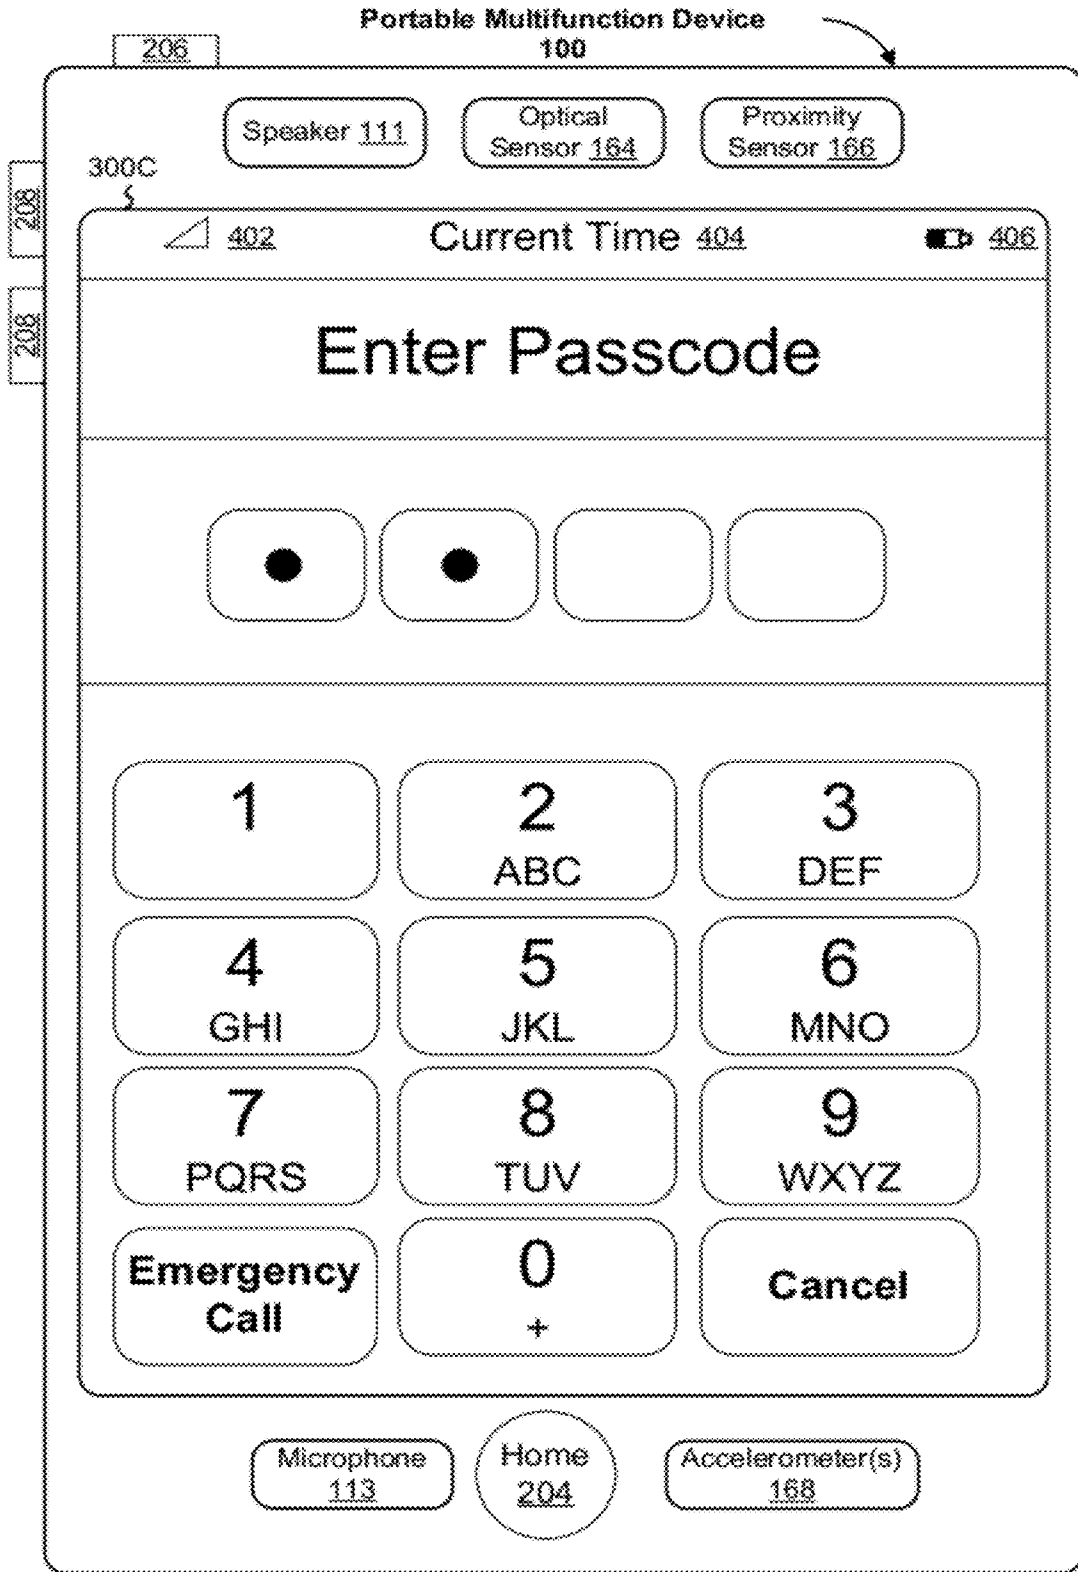 Portable Multifunction Device
100
206
Speaker 111
Optical
Sensor 164
Proximity
Sensor 166
300C
208
208
402
Current Time 404
406
Enter Passcode
1
2
ABC
3
DEF
4
GHI
5
JKL
6
MNO
7
PQRS
8
TUV
9
WXYZ
Emergency
Call
0
+
Cancel
Microphone
113
Home
204
Accelerometer(s)
168